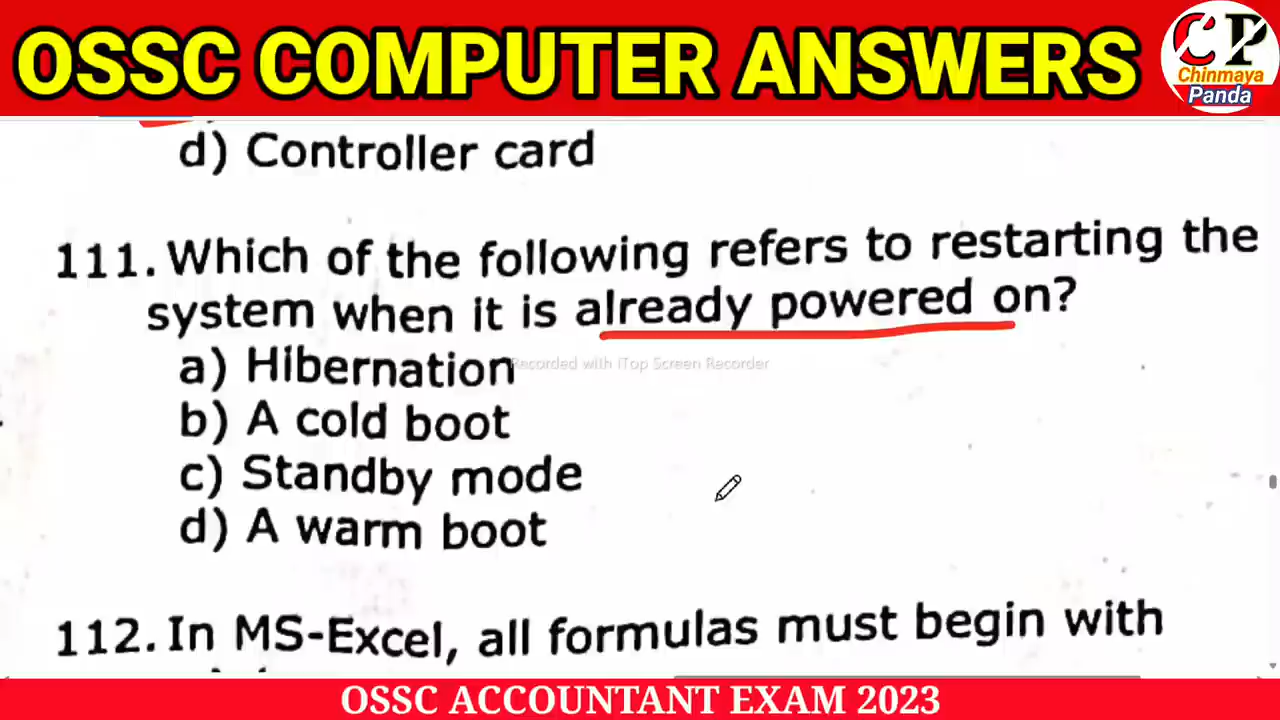 OSSC COMPUTER ANSWERS
CP
Chinmaya
Panda
d) Controller card
111. Which of the following refers to restarting the
system when it is already powered on?
a) Hibernation
Recorded with iTop Screen Recorder
b) A cold boot
c) Standby mode
d) A warm boot
112. In MS-Excel, all formulas must begin with
OSSC ACCOUNTANT EXAM 2023